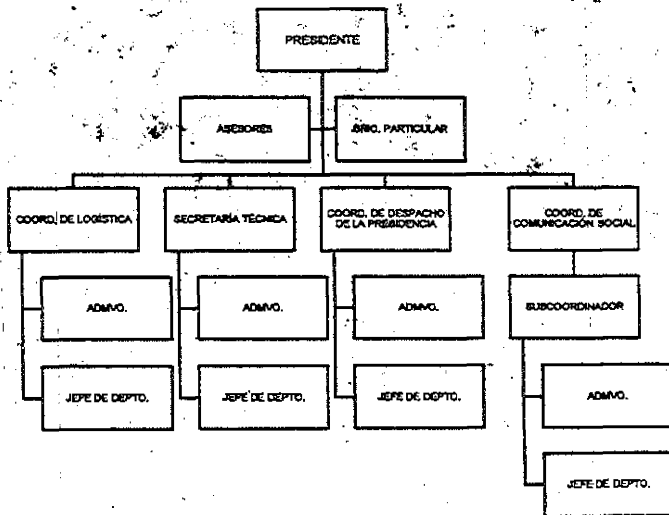 PRESIDENTE
ASESORES
SRIO. PARTICULAR
COORD. DE LOGÍSTICA
SECRETARÍA TÉCNICA
COORD. DE DESPACHO
DE LA PRESIDENCIA
COORD. DE
COMUNICACIÓN SOCIAL
ADMVO.
ADMVO.
ADMVO.
SUBCOORDINADOR
JEFE DE DEPTO.
JEFE DE DEPTO.
JEFE DE DEPTO.
ADMVO.
JEFE DE DEPTO.